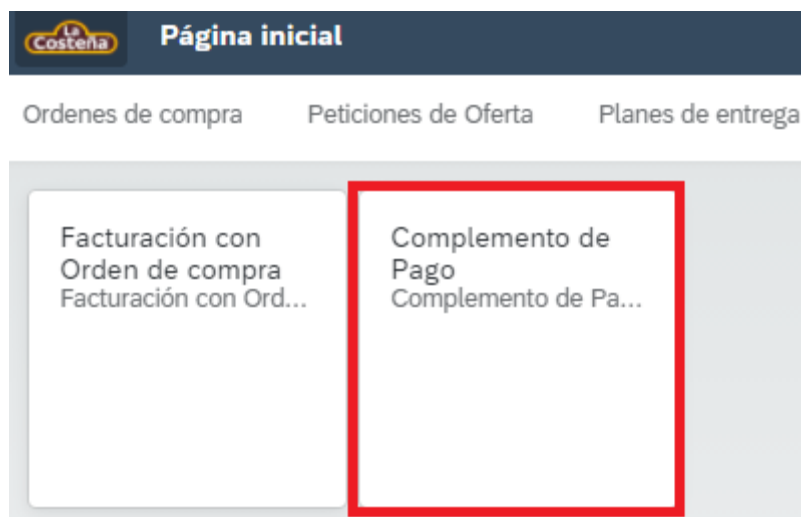 La
Costeña
Página inicial
Ordenes de compra Peticiones de Oferta Planes de entrega
Facturación con
Orden de compra
Facturación con Ord...
Complemento de
Pago
Complemento de Pa...